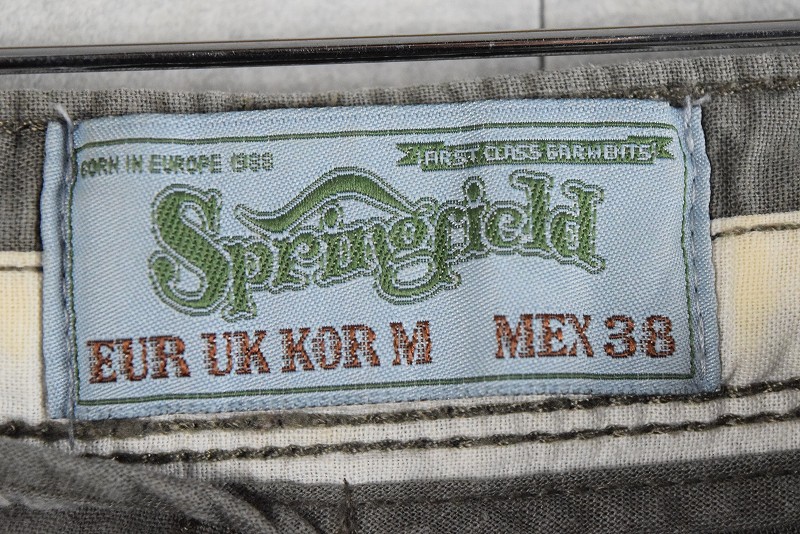 BORN IN EUROPE 1988
FIRST CLASS GARMENTS
Springfield
EUR UK KOR M MEX 38